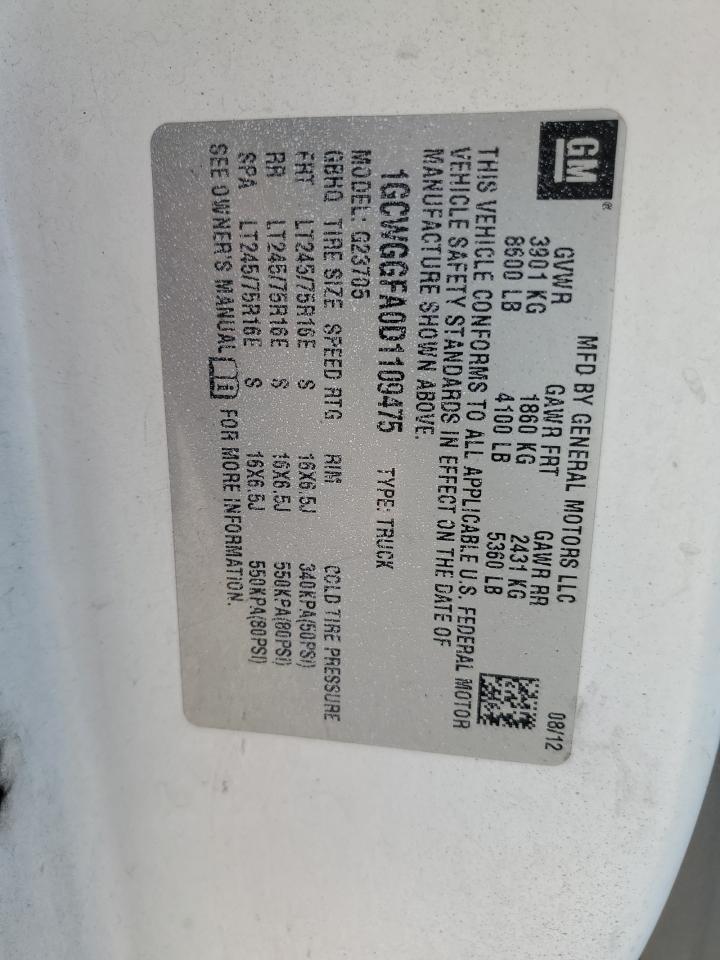 GM®
MFD BY GENERAL MOTORS LLC 08/12
GVWR GAWR FRT GAWR RR
3901 KG 1860 KG 2431 KG
8600 LB 4100 LB 5360 LB
THIS VEHICLE CONFORMS TO ALL APPLICABLE U.S. FEDERAL MOTOR
VEHICLE SAFETY STANDARDS IN EFFECT ON THE DATE OF
MANUFACTURE SHOWN ABOVE.
1GCWGGFA0D1109475 TYPE: TRUCK
MODEL: G23705
GBHQ TIRE SIZE SPEED RTG RIM COLD TIRE PRESSURE
FRT LT245/75R16E S 16X6.5J 340KPA(50PSI)
RR LT245/75R16E S 16X6.5J 550KPA(80PSI)
SPA LT245/75R16E S 16X6.5J 550KPA(80PSI)
SEE OWNER'S MANUAL FOR MORE INFORMATION.